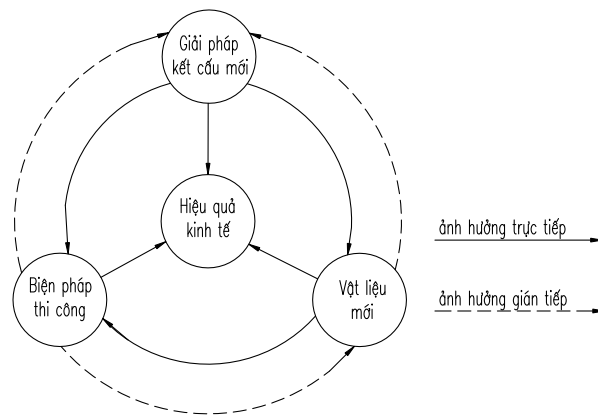 Giải pháp
kết cấu mới
Hiệu quả
kinh tế
ảnh hưởng trực tiếp
Biện pháp
thi công
Vật liệu
mới
ảnh hưởng gián tiếp